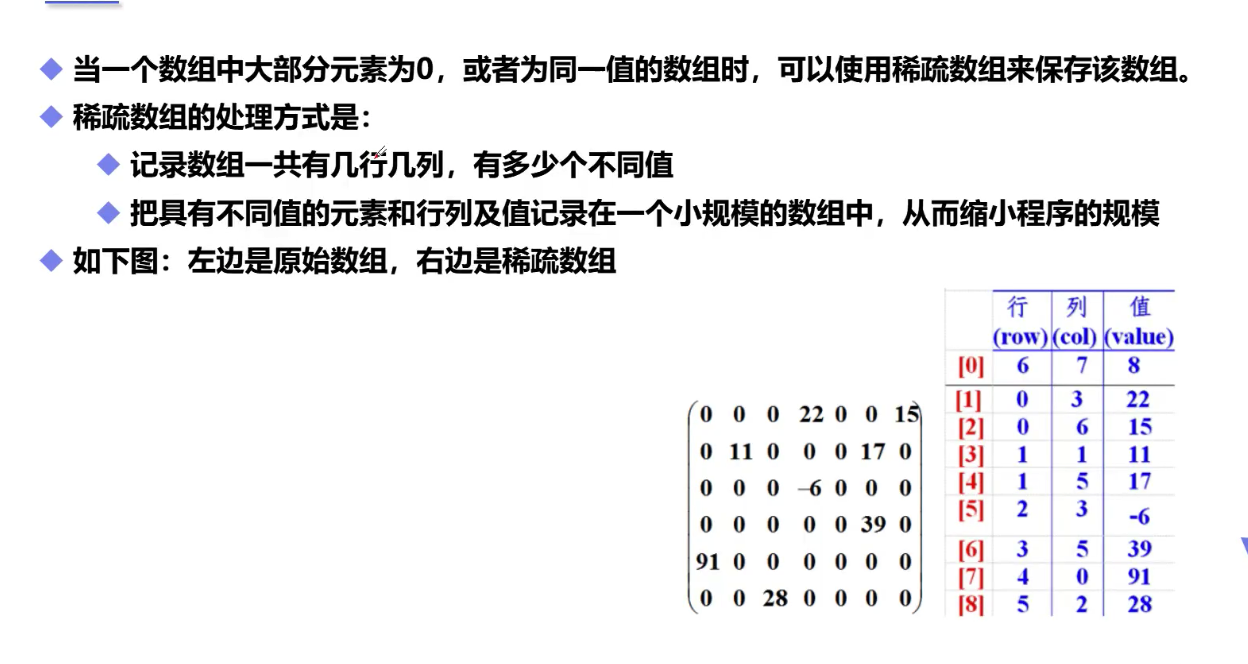 当一个数组中大部分元素为0，或者为同一值的数组时，可以使用稀疏数组来保存该数组。
稀疏数组的处理方式是：
记录数组一共有几行几列，有多少个不同值
把具有不同值的元素和行列及值记录在一个小规模的数组中，从而缩小程序的规模
如下图：左边是原始数组，右边是稀疏数组
0 0 0 22 0 0 15
0 11 0 0 0 17 0
0 0 0 –6 0 0 0
0 0 0 0 0 39 0
91 0 0 0 0 0 0
0 0 28 0 0 0 0
行 列 值
(row) (col) (value)
[0] 6 7 8
[1] 0 3 22
[2] 0 6 15
[3] 1 1 11
[4] 1 5 17
[5] 2 3 -6
[6] 3 5 39
[7] 4 0 91
[8] 5 2 28